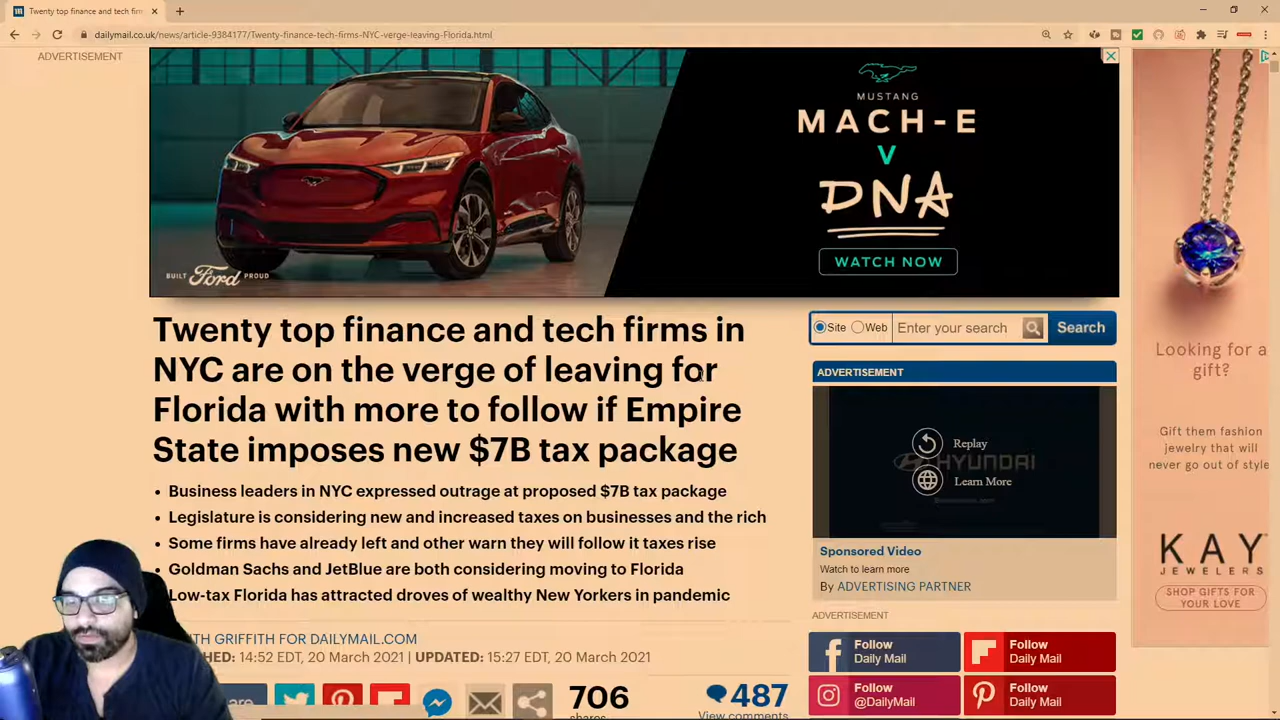 Twenty top finance and tech firm
dailymail.co.uk/news/article-9384177/Twenty-finance-tech-firms-NYC-verge-leaving-Florida.html
ADVERTISEMENT
MUSTANG
MACH-E
V
DNA
WATCH NOW
BUILT Ford PROUD
Twenty top finance and tech firms in
NYC are on the verge of leaving for
Florida with more to follow if Empire
State imposes new $7B tax package
• Business leaders in NYC expressed outrage at proposed $7B tax package
• Legislature is considering new and increased taxes on businesses and the rich
• Some firms have already left and other warn they will follow it taxes rise
• Goldman Sachs and JetBlue are both considering moving to Florida
Low-tax Florida has attracted droves of wealthy New Yorkers in pandemic
ITH GRIFFITH FOR DAILYMAIL.COM
HED: 14:52 EDT, 20 March 2021 | UPDATED: 15:27 EDT, 20 March 2021
are
706
shares
487
View comments
Site Web Enter your search Search
ADVERTISEMENT
Replay
HYUNDAI
Learn More
Sponsored Video
Watch to learn more
By ADVERTISING PARTNER
ADVERTISEMENT
Follow
Daily Mail
Follow
Daily Mail
Follow
@DailyMail
Follow
Daily Mail
Looking for a
gift?
Gift them fashion
jewelry that will
never go out of style
KAY
JEWELERS
SHOP GIFTS FOR
YOUR LOVE